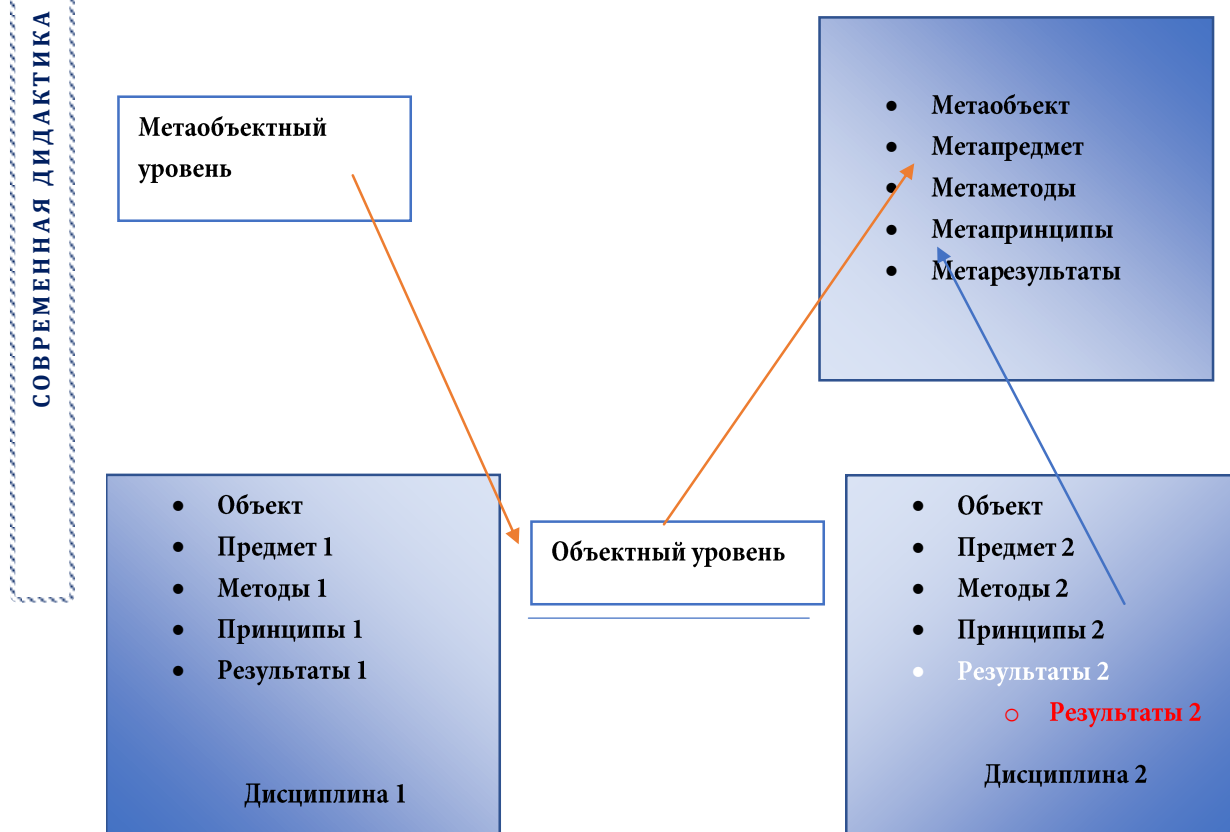 СОВРЕМЕННАЯ ДИДАКТИКА
Метаобъектный
уровень
• Метаобъект
• Метапредмет
• Метаметоды
• Метапринципы
• Метарезультаты
• Объект
• Предмет 1
• Методы 1
• Принципы 1
• Результаты 1
Дисциплина 1
Объектный уровень
• Объект
• Предмет 2
• Методы 2
• Принципы 2
• Результаты 2
o Результаты 2
Дисциплина 2